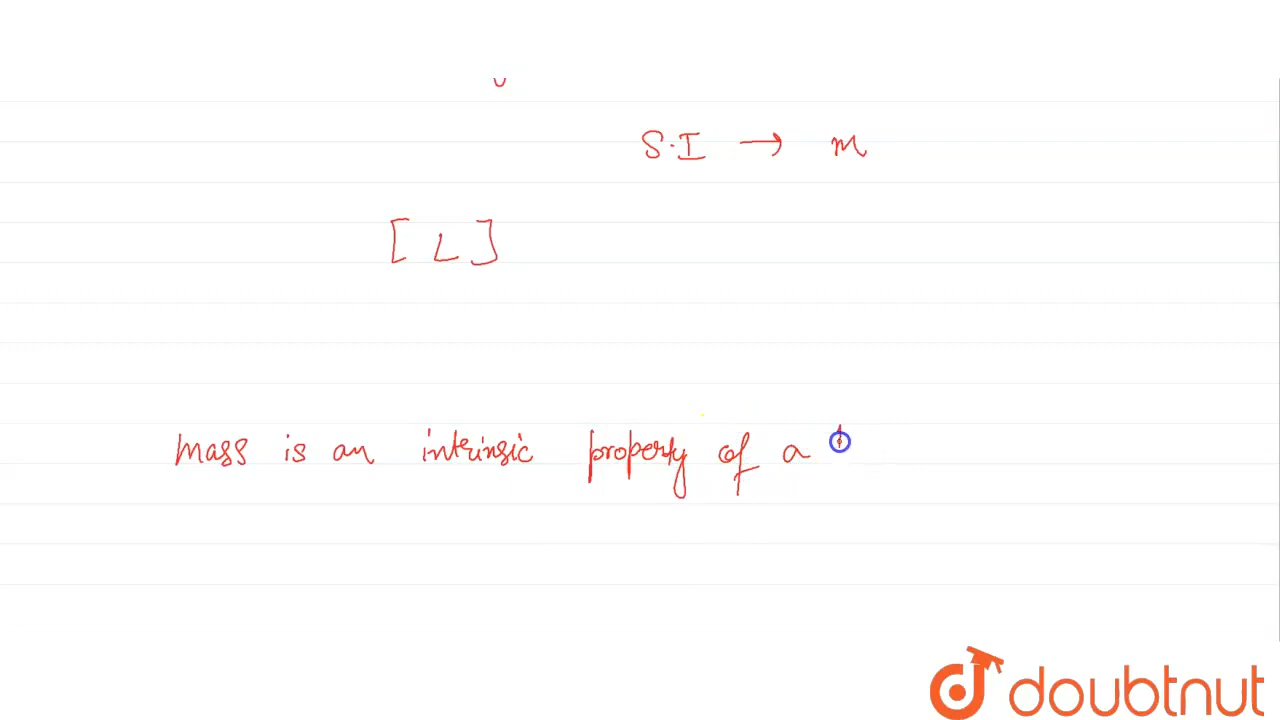 S.I → m
[L]
Mass is an intrinsic property of a
doubtnut